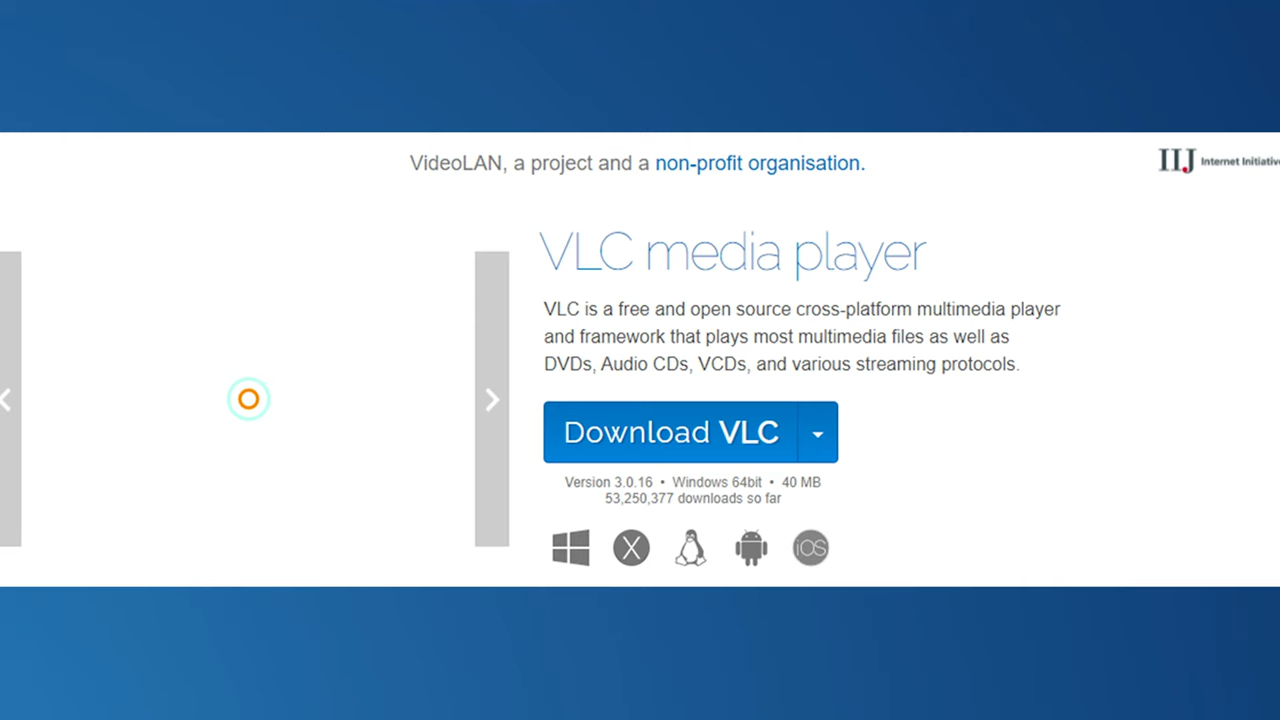 VideoLAN, a project and a non-profit organisation.
IIJ Internet Initiative
VLC media player
VLC is a free and open source cross-platform multimedia player
and framework that plays most multimedia files as well as
DVDs, Audio CDs, VCDs, and various streaming protocols.
Download VLC
Version 3.0.16 • Windows 64bit • 40 MB
53,250,377 downloads so far
X
iOS